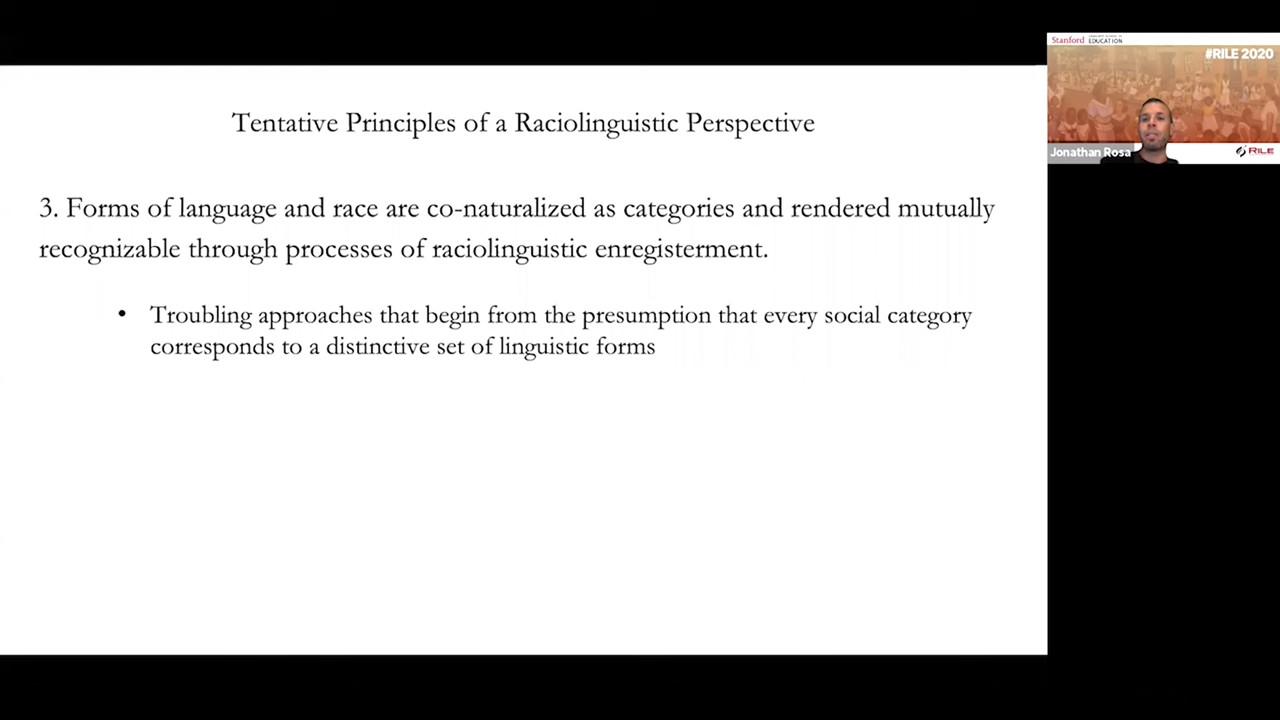 Tentative Principles of a Raciolinguistic Perspective
3. Forms of language and race are co-naturalized as categories and rendered mutually
recognizable through processes of raciolinguistic enregisterment.
• Troubling approaches that begin from the presumption that every social category
corresponds to a distinctive set of linguistic forms
Stanford
EDUCATION
#RILE 2020
Jonathan Rosa
RILE